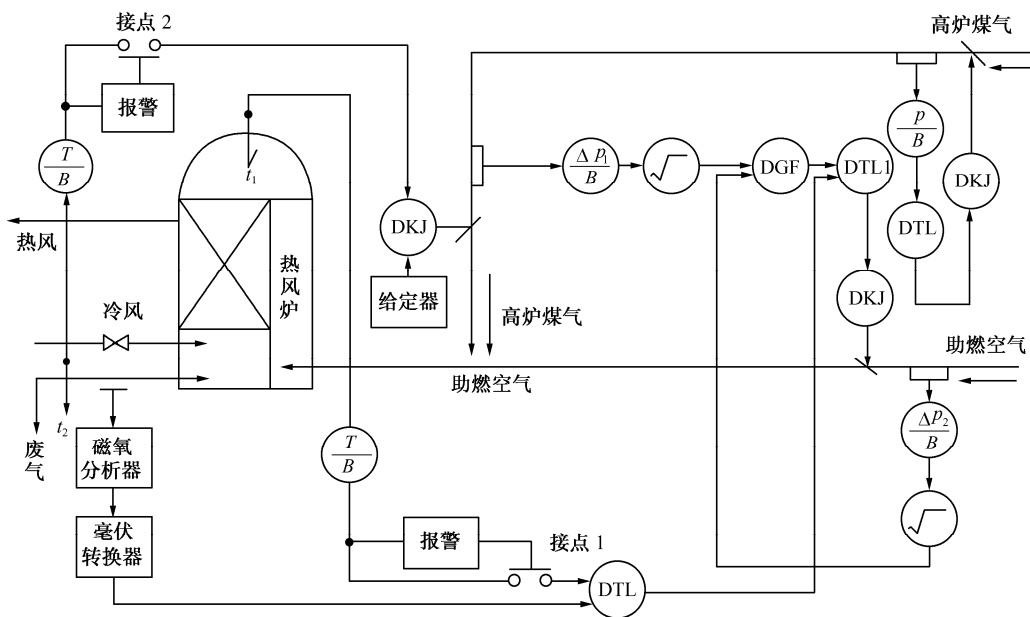 接点 2
高炉煤气
报警
p
B
T
B
t1
Δp1
B
√
DGF
DTL1
DKJ
DKJ
DTL
热风
热风炉
给定器
DKJ
冷风
高炉煤气
助燃空气
助燃空气
t2
废气
磁氧
分析器
T
B
Δp2
B
√
毫伏
转换器
报警
接点 1
DTL